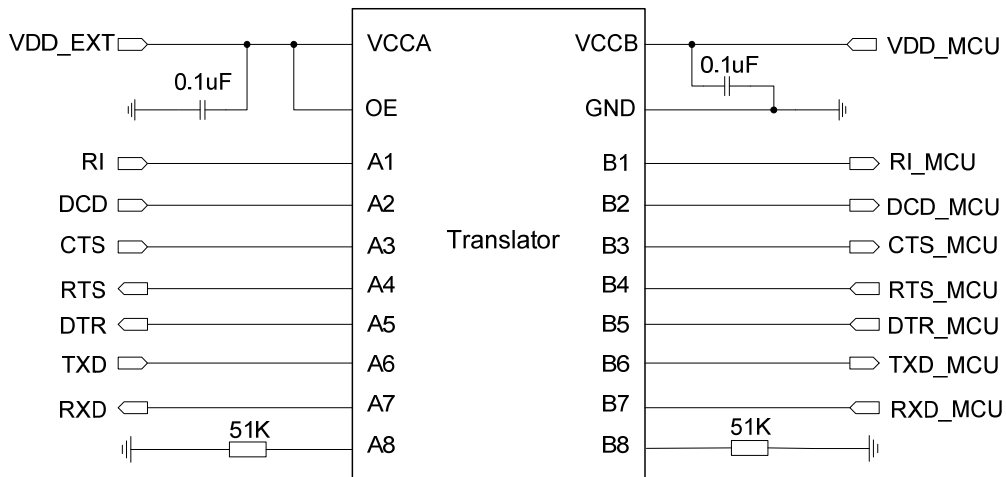 VDD_EXT VCCA VCCB VDD_MCU
0.1uF 0.1uF
OE GND
RI A1 B1 RI_MCU
DCD A2 B2 DCD_MCU
CTS A3 Translator B3 CTS_MCU
RTS A4 B4 RTS_MCU
DTR A5 B5 DTR_MCU
TXD A6 B6 TXD_MCU
RXD A7 B7 RXD_MCU
51K A8 B8 51K